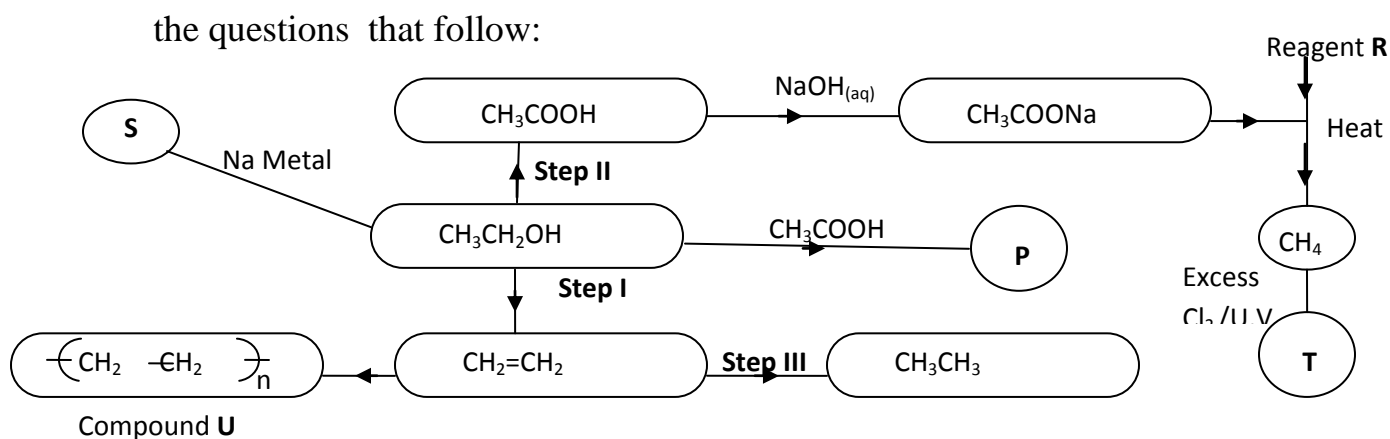 the questions that follow:
Reagent R
NaOH(aq)
CH₃COOH
CH₃COONa
S
Heat
Na Metal
Step II
CH₃CH₂OH
CH₃COOH
P
CH₄
Step I
Excess
Cl₂ /U.V
CH₂ CH₂
n
CH₂=CH₂
Step III
CH₃CH₃
T
Compound U